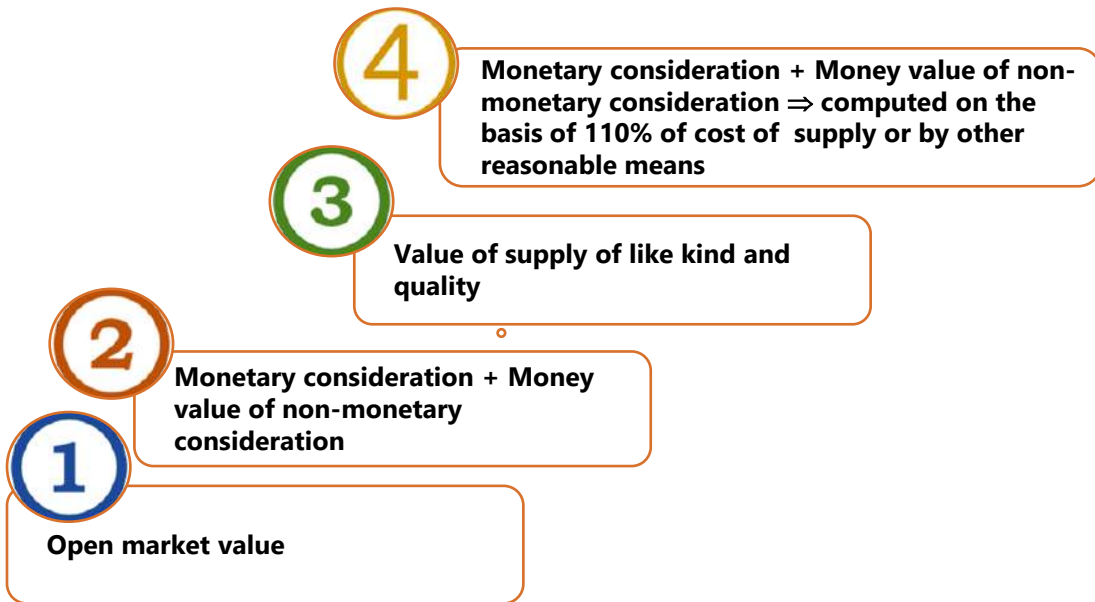 4
Monetary consideration + Money value of non-
monetary consideration ⇒ computed on the
basis of 110% of cost of supply or by other
reasonable means
3
Value of supply of like kind and
quality
2
Monetary consideration + Money
value of non-monetary
consideration
1
Open market value